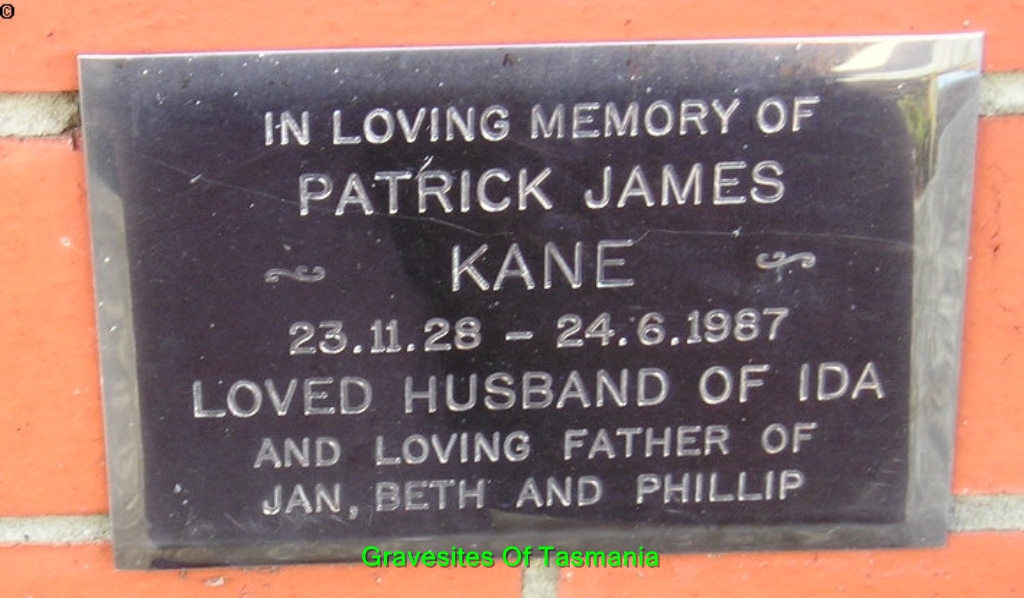 ©
IN LOVING MEMORY OF
PATRICK JAMES
KANE
23.11.28 – 24.6.1987
LOVED HUSBAND OF IDA
AND LOVING FATHER OF
JAN, BETH AND PHILLIP
Gravesites Of Tasmania